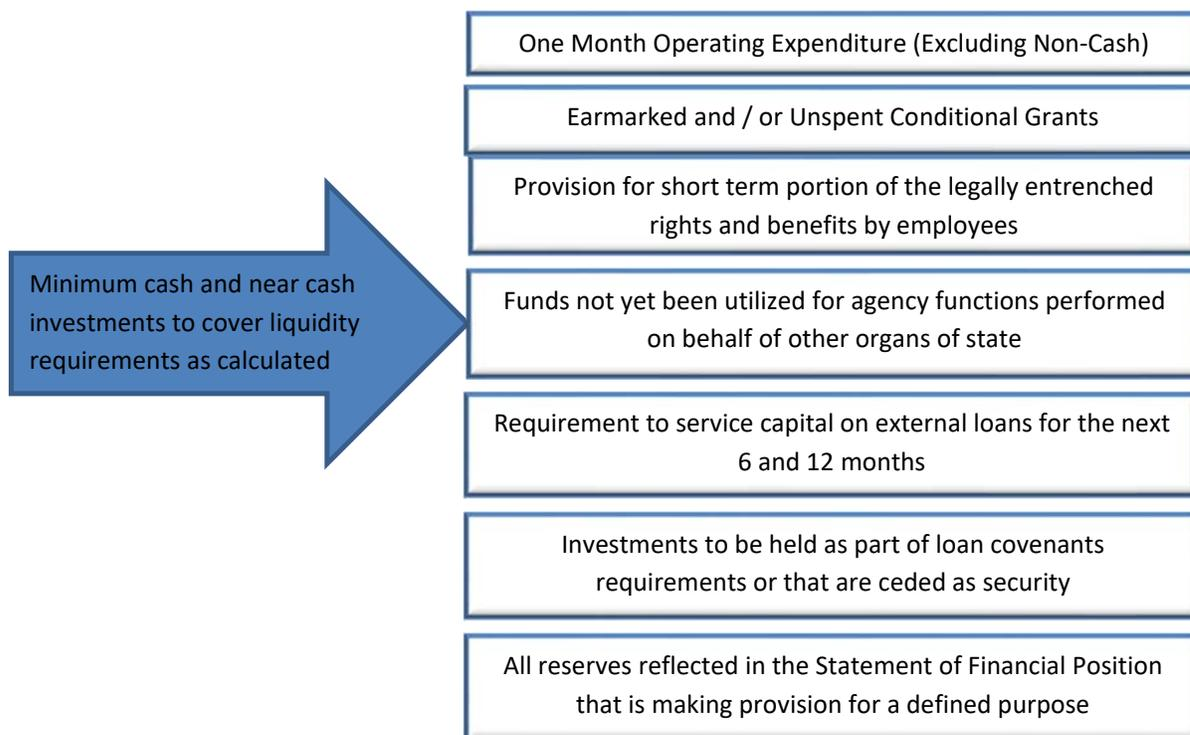 One Month Operating Expenditure (Excluding Non-Cash)
Earmarked and / or Unspent Conditional Grants
Provision for short term portion of the legally entrenched
rights and benefits by employees
Minimum cash and near cash
investments to cover liquidity
requirements as calculated
Funds not yet been utilized for agency functions performed
on behalf of other organs of state
Requirement to service capital on external loans for the next
6 and 12 months
Investments to be held as part of loan covenants
requirements or that are ceded as security
All reserves reflected in the Statement of Financial Position
that is making provision for a defined purpose